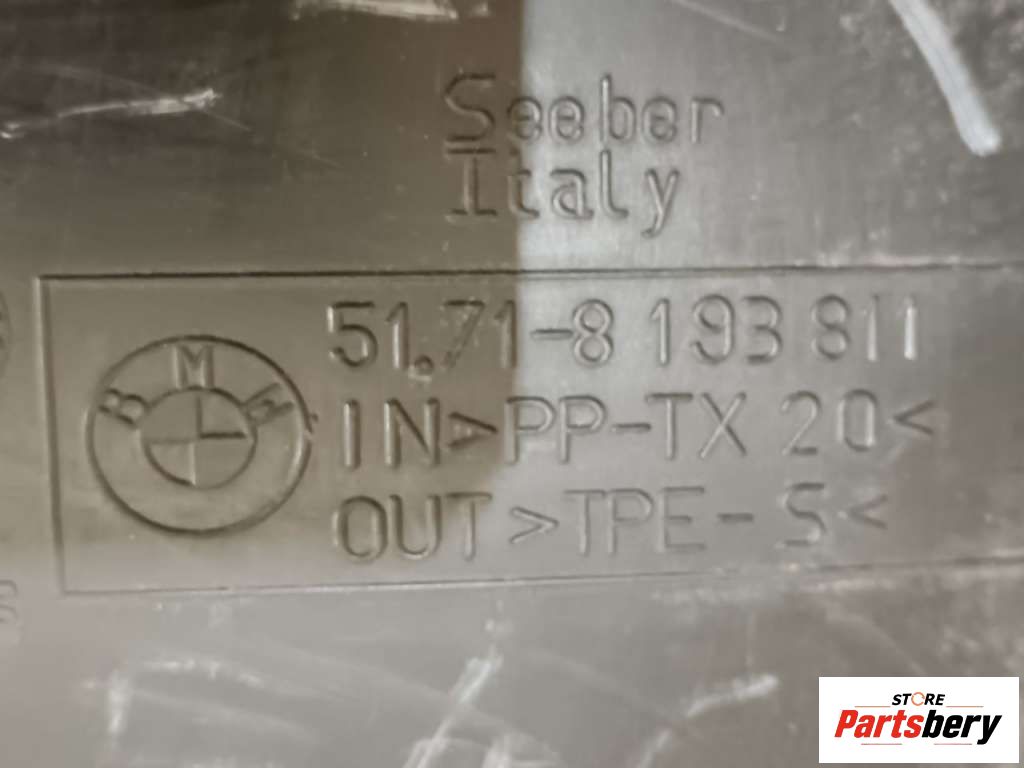 Seeber
Italy
51.71-8 193 811
BMW
IN>PP-TX 20<
OUT>TPE-S<
STORE
Partsbery